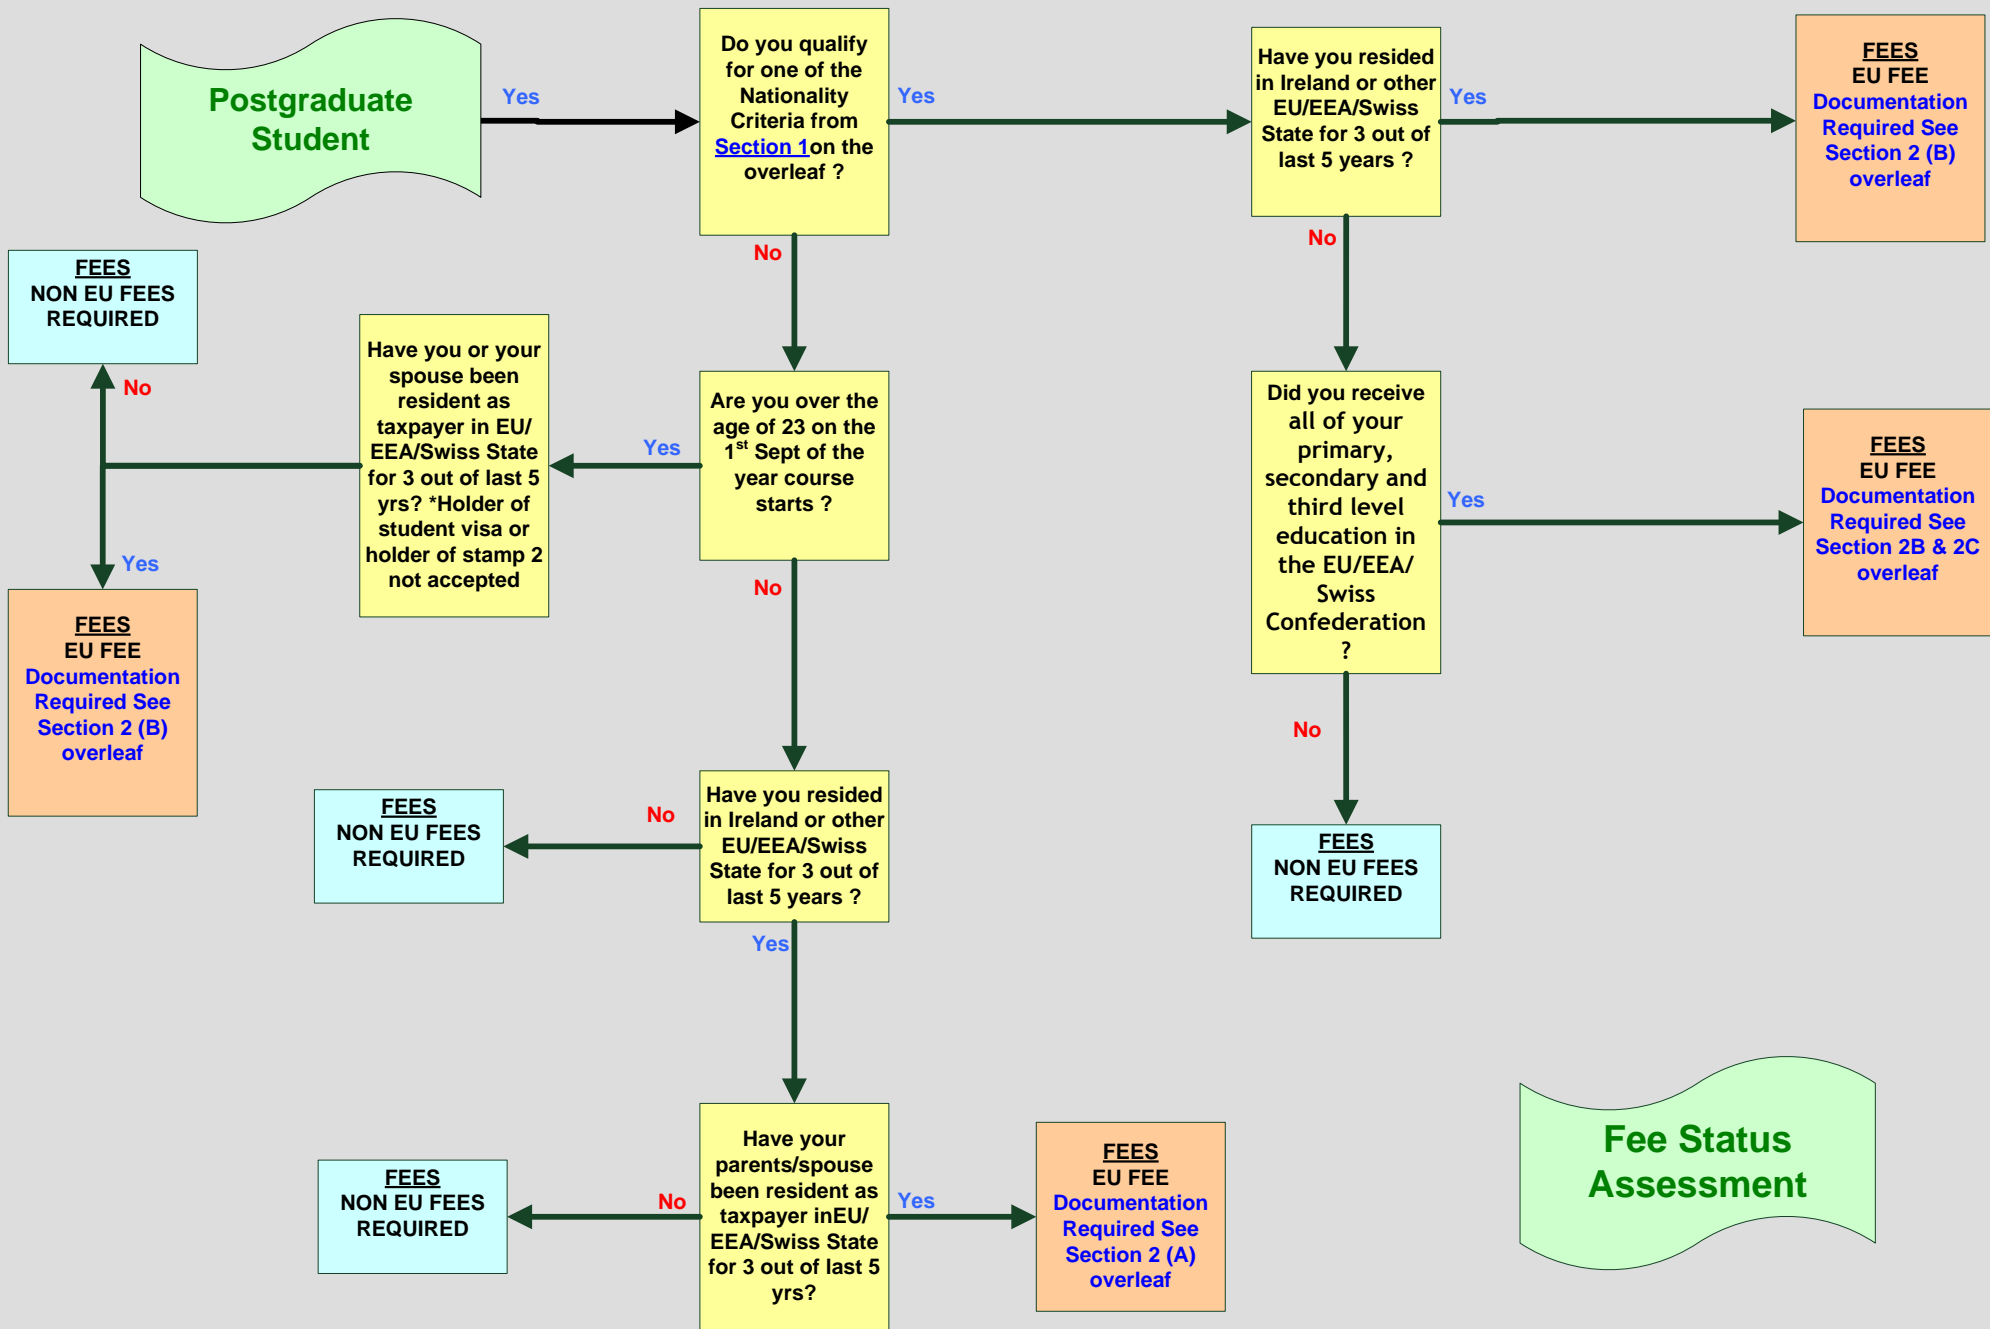 Postgraduate
Student
Yes
Do you qualify
for one of the
Nationality
Criteria from
Section 1on the
overleaf ?
Yes
Have you resided
in Ireland or other
EU/EEA/Swiss
State for 3 out of
last 5 years ?
Yes
FEES
EU FEE
Documentation
Required See
Section 2 (B)
overleaf
No
No
FEES
NON EU FEES
REQUIRED
No
Have you or your
spouse been
resident as
taxpayer in EU/
EEA/Swiss State
for 3 out of last 5
yrs? *Holder of
student visa or
holder of stamp 2
not accepted
Yes
Are you over the
age of 23 on the
1st Sept of the
year course
starts ?
Did you receive
all of your
primary,
secondary and
third level
education in
the EU/EEA/
Swiss
Confederation
?
Yes
FEES
EU FEE
Documentation
Required See
Section 2B & 2C
overleaf
Yes
FEES
EU FEE
Documentation
Required See
Section 2 (B)
overleaf
No
No
FEES
NON EU FEES
REQUIRED
No
Have you resided
in Ireland or other
EU/EEA/Swiss
State for 3 out of
last 5 years ?
FEES
NON EU FEES
REQUIRED
Yes
FEES
NON EU FEES
REQUIRED
No
Have your
parents/spouse
been resident as
taxpayer inEU/
EEA/Swiss State
for 3 out of last 5
yrs?
Yes
FEES
EU FEE
Documentation
Required See
Section 2 (A)
overleaf
Fee Status
Assessment